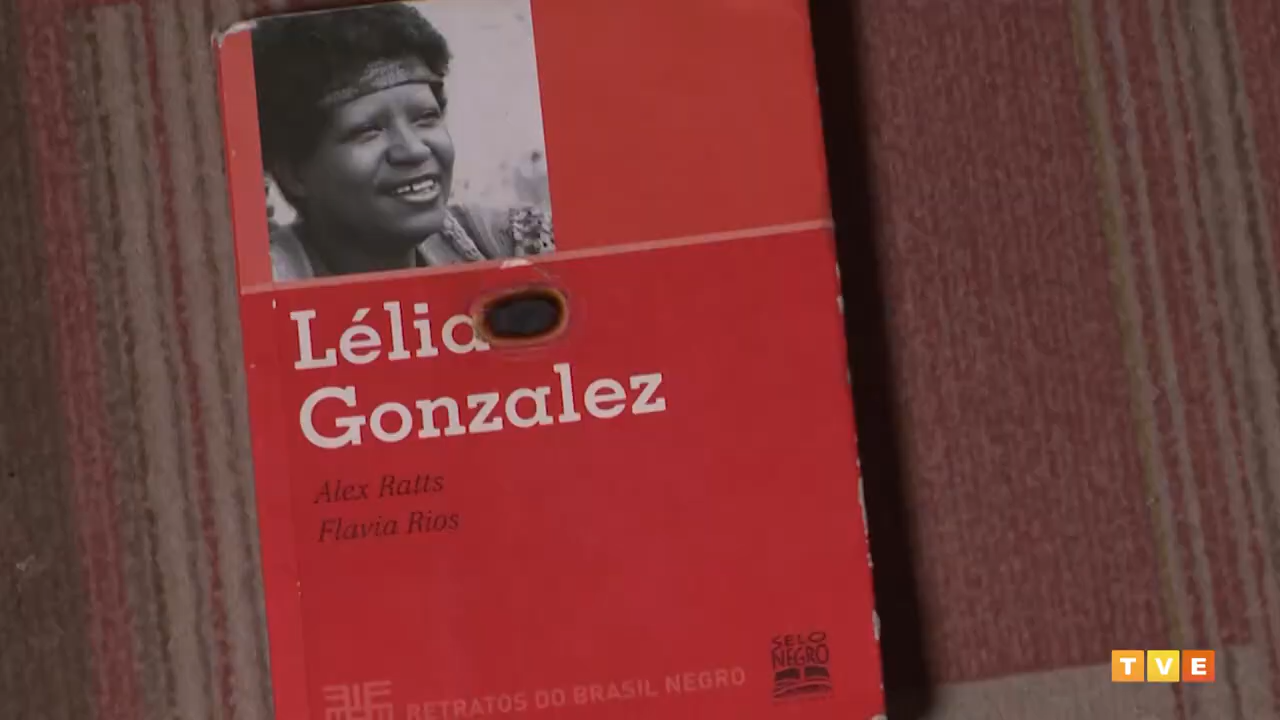 Lélia
Gonzalez
Alex Ratts
Flavia Rios
SELO
NEGRO
RETRATOS DO BRASIL NEGRO
TVE